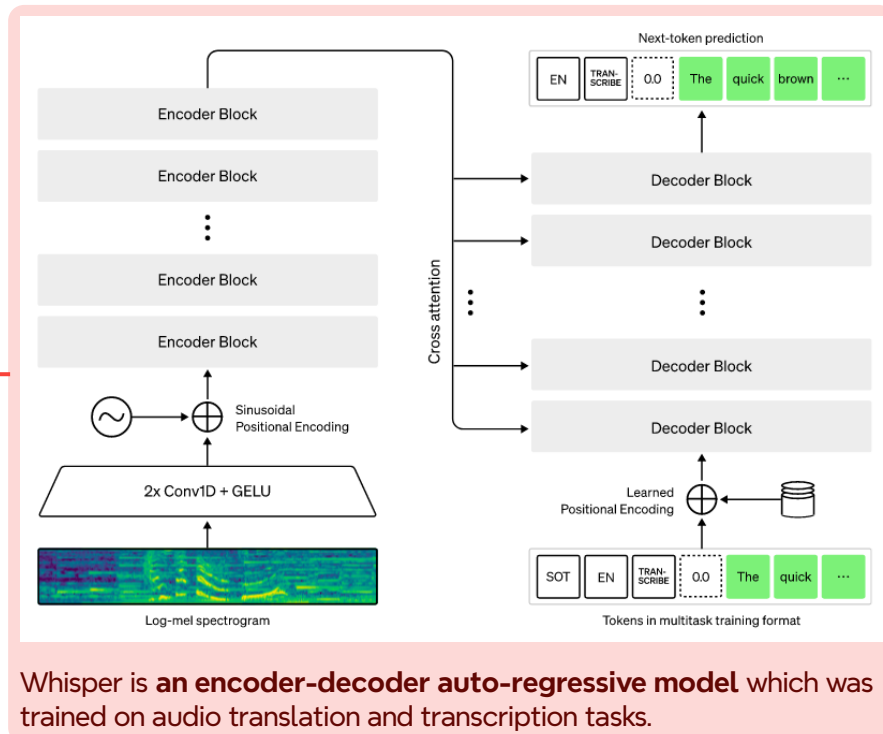 Next-token prediction
EN
TRAN-
SCRIBE
0.0
The
quick
brown
...
Encoder Block
Encoder Block
Encoder Block
Encoder Block
Sinusoidal
Positional Encoding
2x Conv1D + GELU
Log-mel spectrogram
Cross attention
Decoder Block
Decoder Block
Decoder Block
Decoder Block
Learned
Positional Encoding
SOT
EN
TRAN-
SCRIBE
0.0
The
quick
...
Tokens in multitask training format
Whisper is an encoder-decoder auto-regressive model which was
trained on audio translation and transcription tasks.